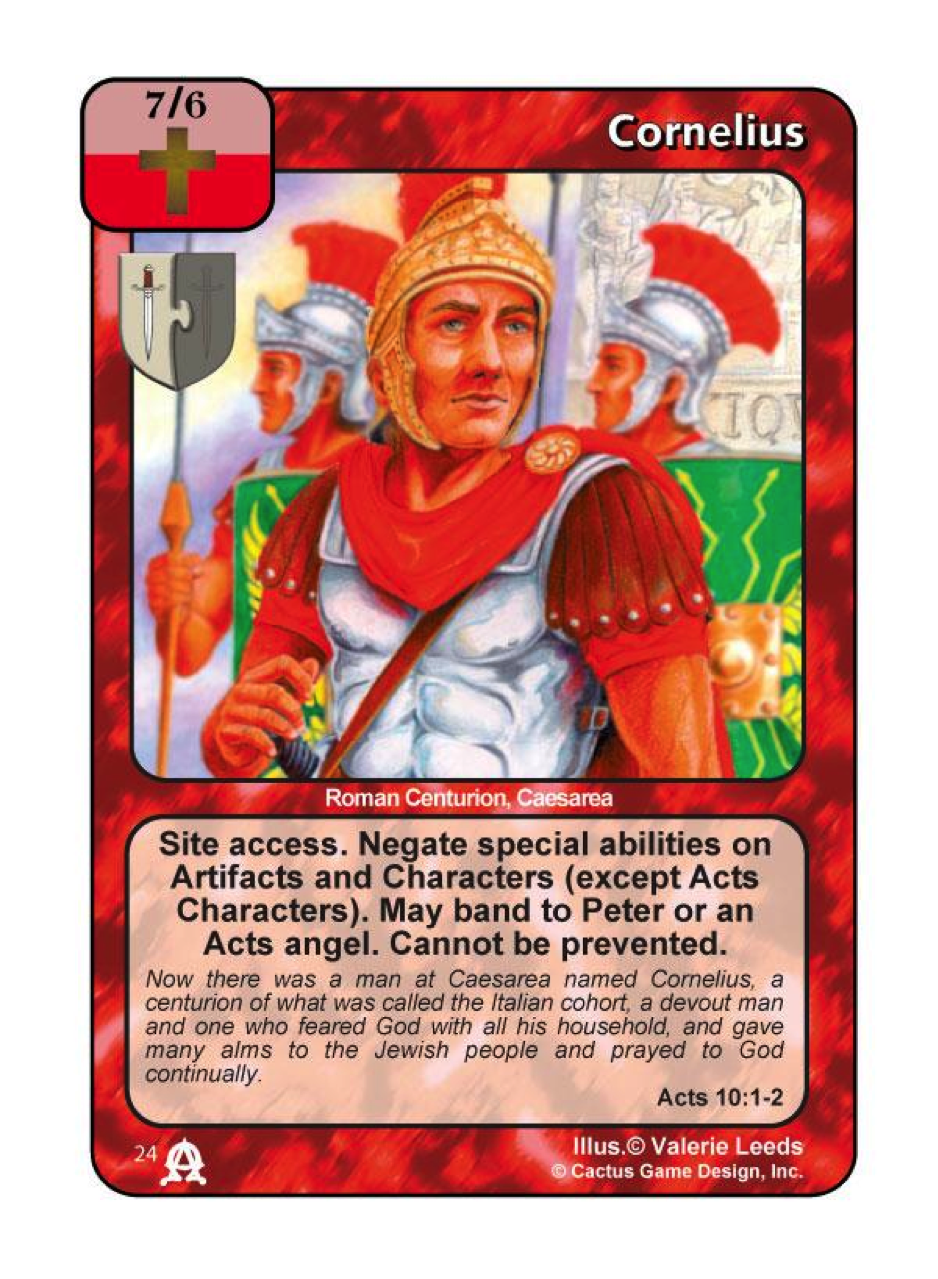 7/6
Cornelius
IQV
Roman Centurion, Caesarea
Site access. Negate special abilities on
Artifacts and Characters (except Acts
Characters). May band to Peter or an
Acts angel. Cannot be prevented.
Now there was a man at Caesarea named Cornelius, a
centurion of what was called the Italian cohort, a devout man
and one who feared God with all his household, and gave
many alms to the Jewish people and prayed to God
continually.
Acts 10:1-2
24
Illus.© Valerie Leeds
© Cactus Game Design, Inc.